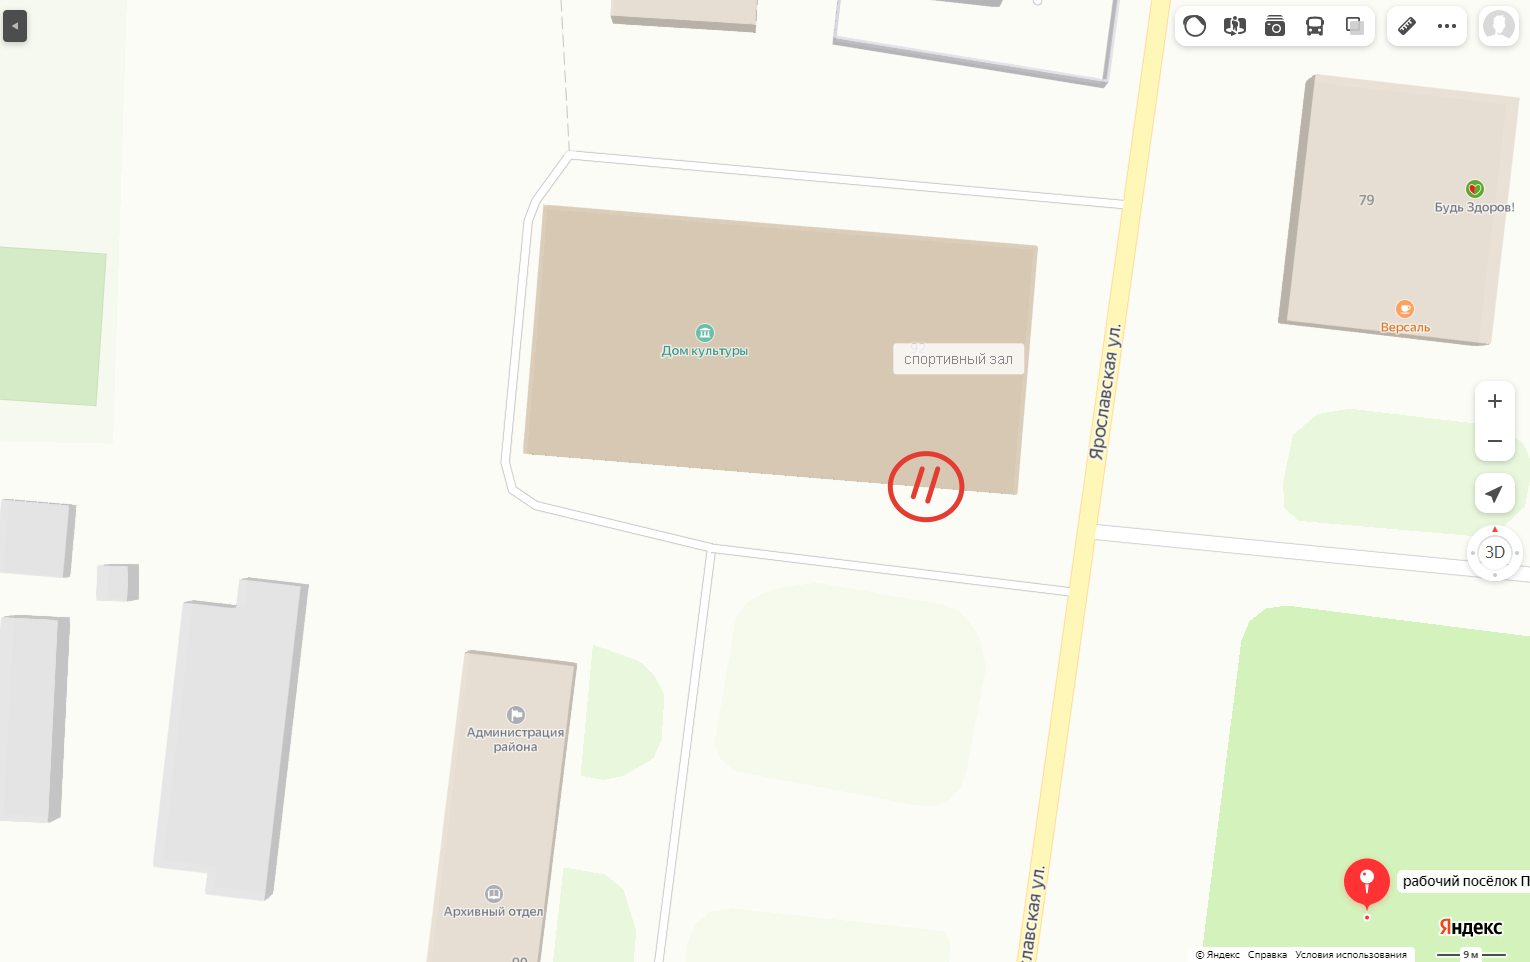 79
Будь Здоров!
Версаль
Дом культуры
спортивный зал
Ярославская ул.
3D
Администрация
района
Архивный отдел
славская ул.
рабочий посёлок П
Яндекс
© Яндекс Справка Условия использования
9 м